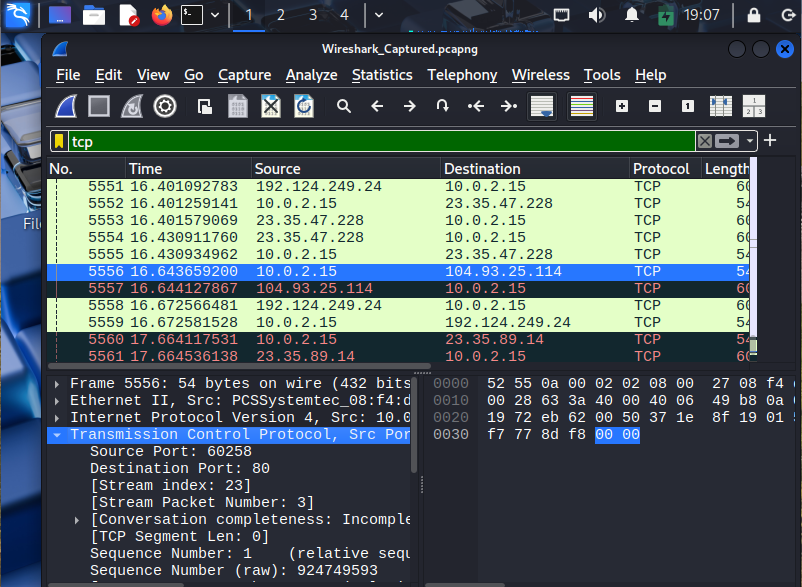 1 2 3 4 19:07
Wireshark_Captured.pcapng
File Edit View Go Capture Analyze Statistics Telephony Wireless Tools Help
tcp
No. Time Source Destination Protocol Length
5551 16.401092783 192.124.249.24 10.0.2.15 TCP 60
5552 16.401259141 10.0.2.15 23.35.47.228 TCP 54
5553 16.401579069 23.35.47.228 10.0.2.15 TCP 60
5554 16.430911760 23.35.47.228 10.0.2.15 TCP 60
5555 16.430934962 10.0.2.15 23.35.47.228 TCP 54
5556 16.643659200 10.0.2.15 104.93.25.114 TCP 54
5557 16.644127867 104.93.25.114 10.0.2.15 TCP 60
5558 16.672566481 192.124.249.24 10.0.2.15 TCP 60
5559 16.672581528 10.0.2.15 192.124.249.24 TCP 54
5560 17.664117531 10.0.2.15 23.35.89.14 TCP 54
5561 17.664536138 23.35.89.14 10.0.2.15 TCP 60
Frame 5556: 54 bytes on wire (432 bits
Ethernet II, Src: PCSSystemtec_08:f4:d
Internet Protocol Version 4, Src: 10.0
Transmission Control Protocol, Src Por
Source Port: 60258
Destination Port: 80
[Stream index: 23]
[Stream Packet Number: 3]
[Conversation completeness: Incomple
[TCP Segment Len: 0]
Sequence Number: 1 (relative sequ
Sequence Number (raw): 924749593
0000 52 55 0a 00 02 02 08 00 27 08 f4
0010 00 28 63 3a 40 00 40 06 49 b8 0a
0020 19 72 eb 62 00 50 37 1e 8f 19 01
0030 f7 77 8d f8 00 00